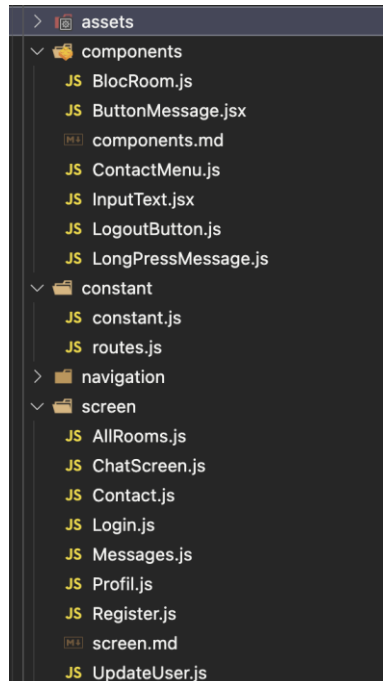 assets
components
JS BlocRoom.js
JS ButtonMessage.jsx
M↓ components.md
JS ContactMenu.js
JS InputText.jsx
JS LogoutButton.js
JS LongPressMessage.js
constant
JS constant.js
JS routes.js
navigation
screen
JS AllRooms.js
JS ChatScreen.js
JS Contact.js
JS Login.js
JS Messages.js
JS Profil.js
JS Register.js
M↓ screen.md
JS UpdateUser.js